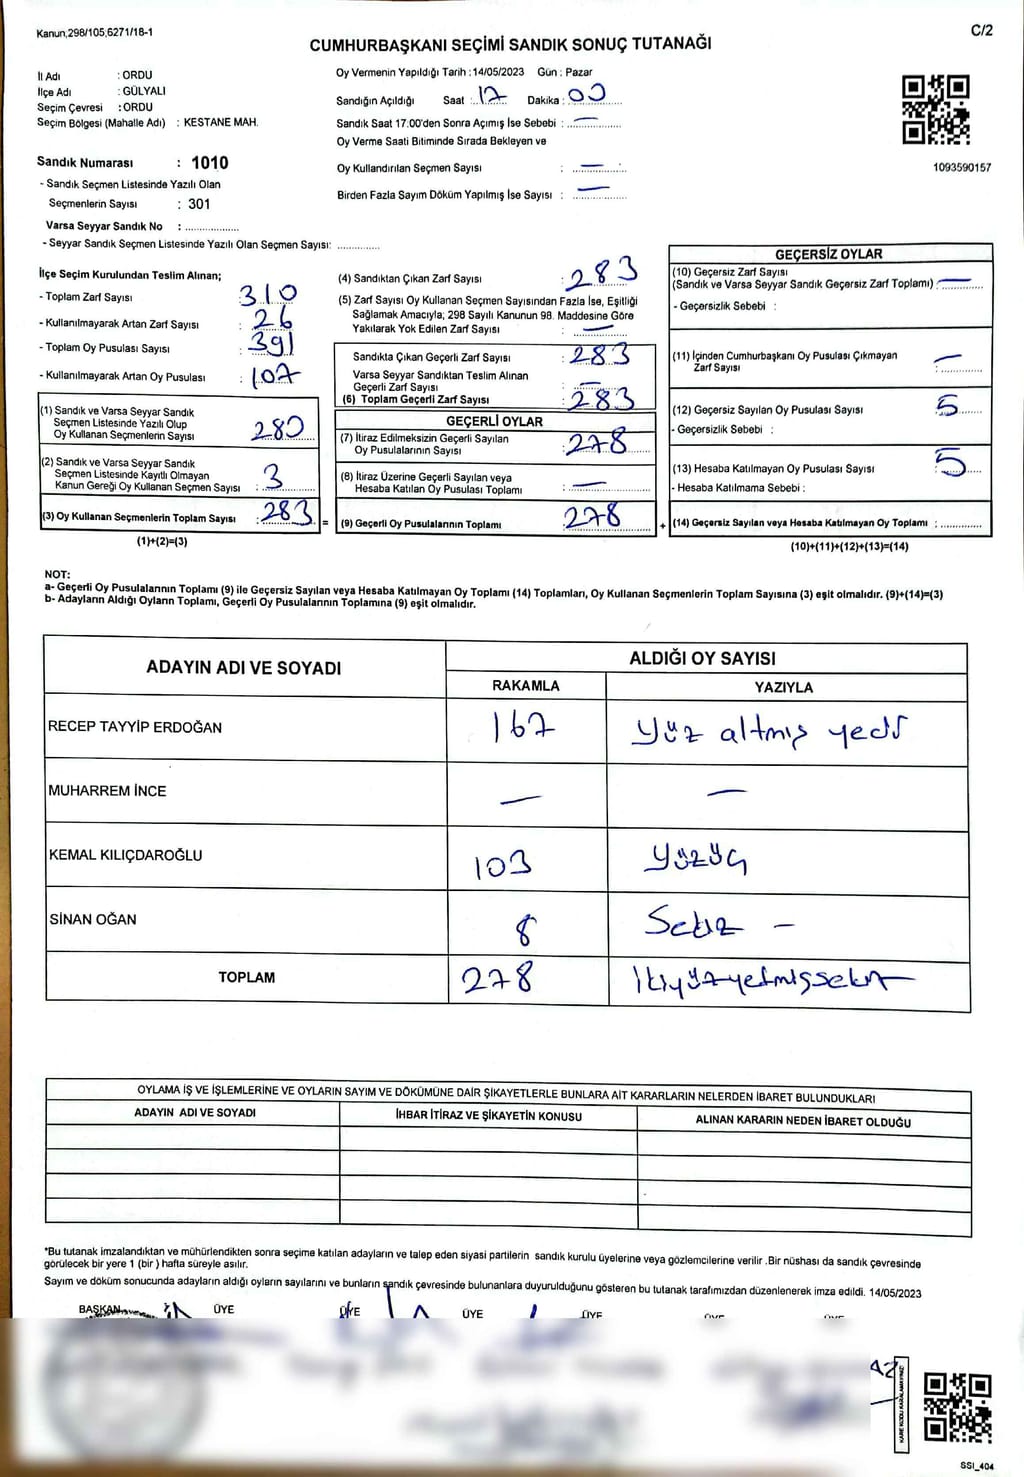 Kanun,298/105,6271/18-1
C/2
CUMHURBAŞKANI SEÇİMİ SANDIK SONUÇ TUTANAĞI
İl Adı : ORDU
İlçe Adı : GÜLYALI
Seçim Çevresi : ORDU
Seçim Bölgesi (Mahalle Adı) : KESTANE MAH.
Sandık Numarası : 1010
- Sandık Seçmen Listesinde Yazılı Olan
Seçmenlerin Sayısı : 301
Varsa Seyyar Sandık No : ................
- Seyyar Sandık Seçmen Listesinde Yazılı Olan Seçmen Sayısı: .............
Oy Vermenin Yapıldığı Tarih : 14/05/2023 Gün : Pazar
Sandığın Açıldığı Saat : 17 Dakika : 00
Sandık Saat 17.00'den Sonra Açımış İse Sebebi : —
Oy Verme Saati Bitiminde Sırada Bekleyen ve
Oy Kullandırılan Seçmen Sayısı : —
Birden Fazla Sayım Döküm Yapılmış İse Sayısı : —
1093590157
İlçe Seçim Kurulundan Teslim Alınan;
- Toplam Zarf Sayısı 310
- Kullanılmayarak Artan Zarf Sayısı : 26
- Toplam Oy Pusulası Sayısı : 391
- Kullanılmayarak Artan Oy Pusulası : 107
(1) Sandık ve Varsa Seyyar Sandık
Seçmen Listesinde Yazılı Olup
Oy Kullanan Seçmenlerin Sayısı 280
(2) Sandık ve Varsa Seyyar Sandık
Seçmen Listesinde Kayıtlı Olmayan
Kanun Gereği Oy Kullanan Seçmen Sayısı : 3
(3) Oy Kullanan Seçmenlerin Toplam Sayısı : 283 =
(1)+(2)=(3)
(4) Sandıktan Çıkan Zarf Sayısı : 283
(5) Zarf Sayısı Oy Kullanan Seçmen Sayısından Fazla İse, Eşitliği
Sağlamak Amacıyla; 298 Sayılı Kanunun 98. Maddesine Göre
Yakılarak Yok Edilen Zarf Sayısı : —
Sandıkta Çıkan Geçerli Zarf Sayısı : 283
Varsa Seyyar Sandıktan Teslim Alınan
Geçerli Zarf Sayısı : —
(6) Toplam Geçerli Zarf Sayısı : 283
GEÇERLİ OYLAR
(7) İtiraz Edilmeksizin Geçerli Sayılan
Oy Pusulalarının Sayısı : 278
(8) İtiraz Üzerine Geçerli Sayılan veya
Hesaba Katılan Oy Pusulası Toplamı : —
(9) Geçerli Oy Pusulalarının Toplamı : 278 +
GEÇERSİZ OYLAR
(10) Geçersiz Zarf Sayısı
(Sandık ve Varsa Seyyar Sandık Geçersiz Zarf Toplamı) : —
- Geçersizlik Sebebi :
(11) İçinden Cumhurbaşkanı Oy Pusulası Çıkmayan
Zarf Sayısı : —
(12) Geçersiz Sayılan Oy Pusulası Sayısı : 5
- Geçersizlik Sebebi :
(13) Hesaba Katılmayan Oy Pusulası Sayısı : 5
- Hesaba Katılmama Sebebi :
(14) Geçersiz Sayılan veya Hesaba Katılmayan Oy Toplamı : .............
(10)+(11)+(12)+(13)=(14)
NOT:
a- Geçerli Oy Pusulalarının Toplamı (9) ile Geçersiz Sayılan veya Hesaba Katılmayan Oy Toplamı (14) Toplamları, Oy Kullanan Seçmenlerin Toplam Sayısına (3) eşit olmalıdır. (9)+(14)=(3)
b- Adayların Aldığı Oyların Toplamı, Geçerli Oy Pusulalarının Toplamına (9) eşit olmalıdır.
ADAYIN ADI VE SOYADI ALDIĞI OY SAYISI
RAKAMLA YAZIYLA
RECEP TAYYİP ERDOĞAN 167 Yüz altmış yedi
MUHARREM İNCE — —
KEMAL KILIÇDAROĞLU 103 Yüzüç
SİNAN OĞAN 8 Sekiz —
TOPLAM 278 İkiyüzyetmişsekiz
OYLAMA İŞ VE İŞLEMLERİNE VE OYLARIN SAYIM VE DÖKÜMÜNE DAİR ŞİKAYETLERLE BUNLARA AİT KARARLARIN NELERDEN İBARET BULUNDUKLARI
ADAYIN ADI VE SOYADI İHBAR İTİRAZ VE ŞİKAYETİN KONUSU ALINAN KARARIN NEDEN İBARET OLDUĞU
*Bu tutanak imzalandıktan ve mühürlendikten sonra seçime katılan adayların ve talep eden siyasi partilerin sandık kurulu üyelerine veya gözlemcilerine verilir .Bir nüshası da sandık çevresinde
görülecek bir yere 1 (bir ) hafta süreyle asılır.
Sayım ve döküm sonucunda adayların aldığı oyların sayılarını ve bunların sandık çevresinde bulunanlara duyurulduğunu gösteren bu tutanak tarafımızdan düzenlenerek imza edildi. 14/05/2023
BAŞKAN ÜYE ÜYE ÜYE ÜYE
KARE KODU KARALAMAYINIZ!
SSI_404